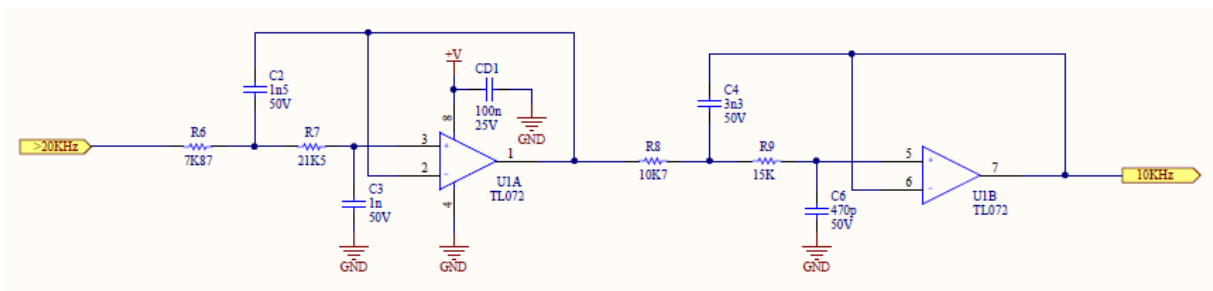 >20KHz
R6
7K87
C2
1n5
50V
R7
21K5
C3
1n
50V
GND
+V
CD1
100n
25V
GND
8
3
2
1
4
U1A
TL072
GND
R8
10K7
C4
3n3
50V
R9
15K
C6
470p
50V
GND
5
6
7
U1B
TL072
10KHz